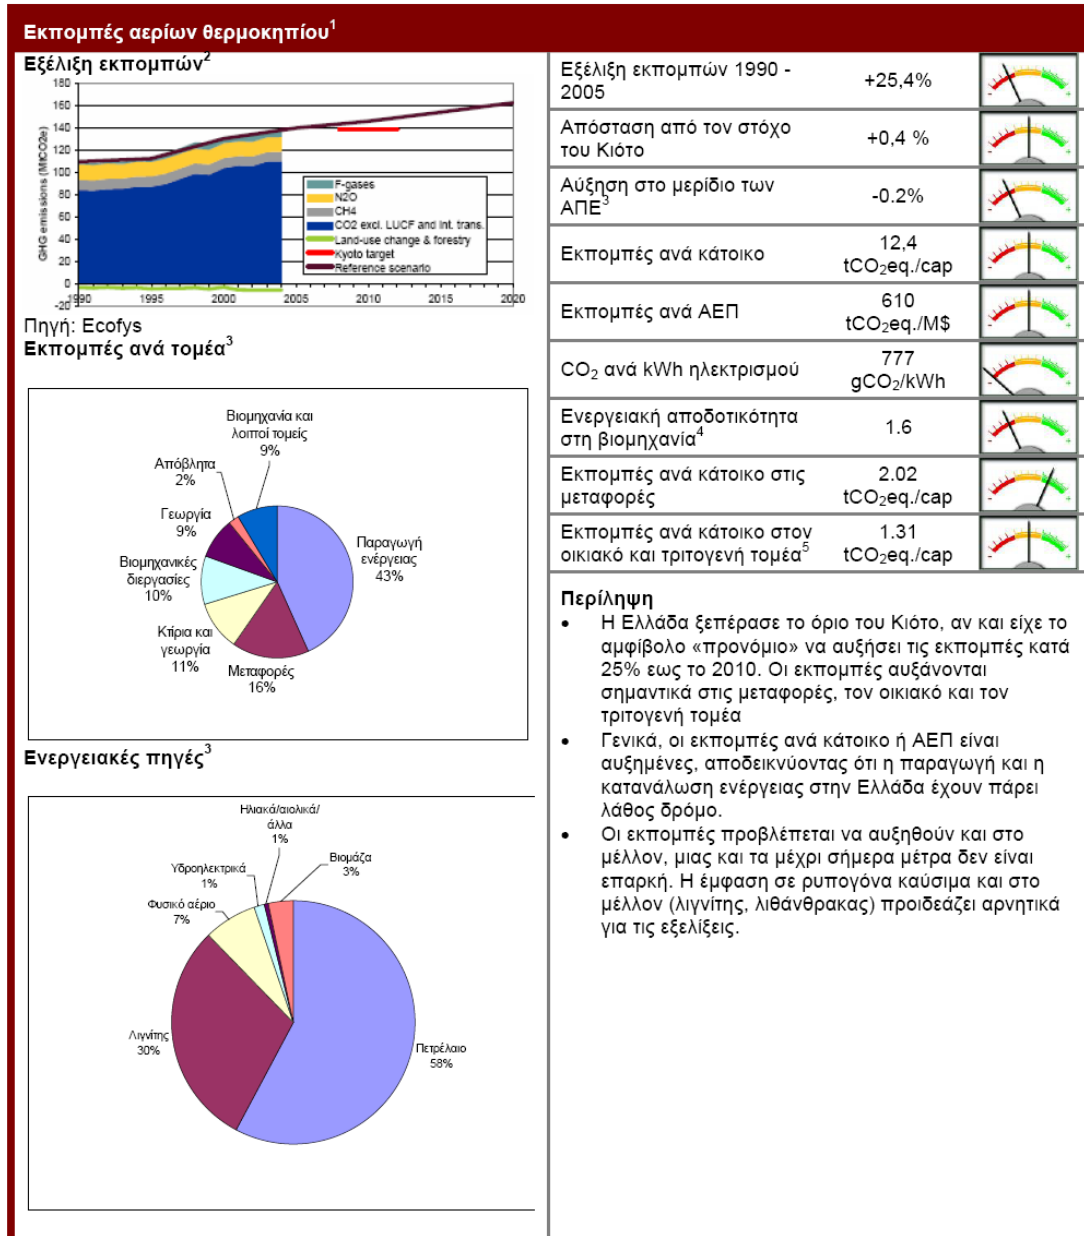 Εκπομπές αερίων θερμοκηπίου1
Εξέλιξη εκπομπών2
GHG emissions (MtCO2e)
180
160
140
120
100
80
60
40
20
0
-20
1990
1995
2000
2005
2010
2015
2020
F-gases
N2O
CH4
CO2 excl. LUCF and Int. trans.
Land-use change & forestry
Kyoto target
Reference scenario
Πηγή: Ecofys
Εκπομπές ανά τομέα3
Βιομηχανία και
λοιποί τομείς
9%
Απόβλητα
2%
Γεωργία
9%
Βιομηχανικές
διεργασίες
10%
Κτίρια και
γεωργία
11%
Μεταφορές
16%
Παραγωγή
ενέργειας
43%
Ενεργειακές πηγές3
Ηλιακά/αιολικά/
άλλα
1%
Υδροηλεκτρικά
1%
Βιομάζα
3%
Φυσικό αέριο
7%
Λιγνίτης
30%
Πετρέλαιο
58%
Εξέλιξη εκπομπών 1990 -
2005
+25,4%
Απόσταση από τον στόχο
του Κιότο
+0,4 %
Αύξηση στο μερίδιο των
ΑΠΕ3
-0.2%
Εκπομπές ανά κάτοικο
12,4
tCO2eq./cap
Εκπομπές ανά ΑΕΠ
610
tCO2eq./M$
CO2 ανά kWh ηλεκτρισμού
777
gCO2/kWh
Ενεργειακή αποδοτικότητα
στη βιομηχανία4
1.6
Εκπομπές ανά κάτοικο στις
μεταφορές
2.02
tCO2eq./cap
Εκπομπές ανά κάτοικο στον
οικιακό και τριτογενή τομέα5
1.31
tCO2eq./cap
Περίληψη
• Η Ελλάδα ξεπέρασε το όριο του Κιότο, αν και είχε το
αμφίβολο «προνόμιο» να αυξήσει τις εκπομπές κατά
25% εως το 2010. Οι εκπομπές αυξάνονται
σημαντικά στις μεταφορές, τον οικιακό και τον
τριτογενή τομέα
• Γενικά, οι εκπομπές ανά κάτοικο ή ΑΕΠ είναι
αυξημένες, αποδεικνύοντας ότι η παραγωγή και η
κατανάλωση ενέργειας στην Ελλάδα έχουν πάρει
λάθος δρόμο.
• Οι εκπομπές προβλέπεται να αυξηθούν και στο
μέλλον, μιας και τα μέχρι σήμερα μέτρα δεν είναι
επαρκή. Η έμφαση σε ρυπογόνα καύσιμα και στο
μέλλον (λιγνίτης, λιθάνθρακας) προιδεάζει αρνητικά
για τις εξελίξεις.